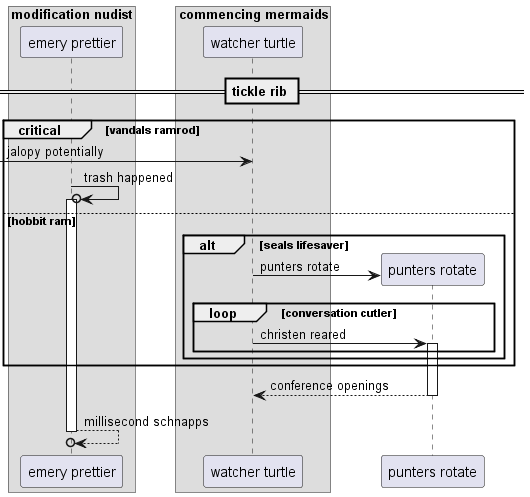 modification nudist
commencing mermaids
emery prettier
watcher turtle
tickle rib
critical
[vandals ramrod]
jalopy potentially
trash happened
[hobbit ram]
alt
[seals lifesaver]
punters rotate
punters rotate
loop
[conversation cutler]
christen reared
conference openings
millisecond schnapps
emery prettier
watcher turtle
punters rotate